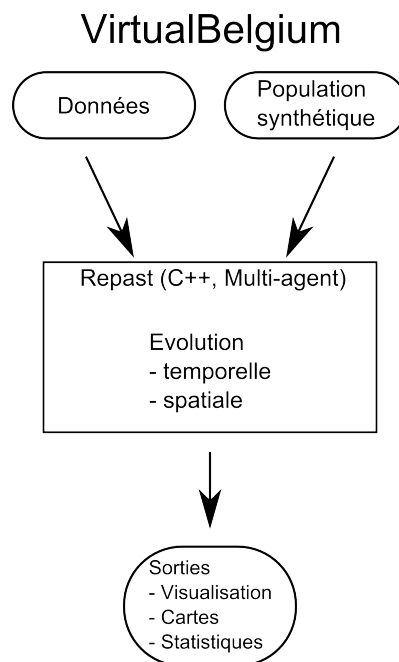 VirtualBelgium
Données
Population
synthétique
Repast (C++, Multi-agent)
Evolution
- temporelle
- spatiale
Sorties
- Visualisation
- Cartes
- Statistiques